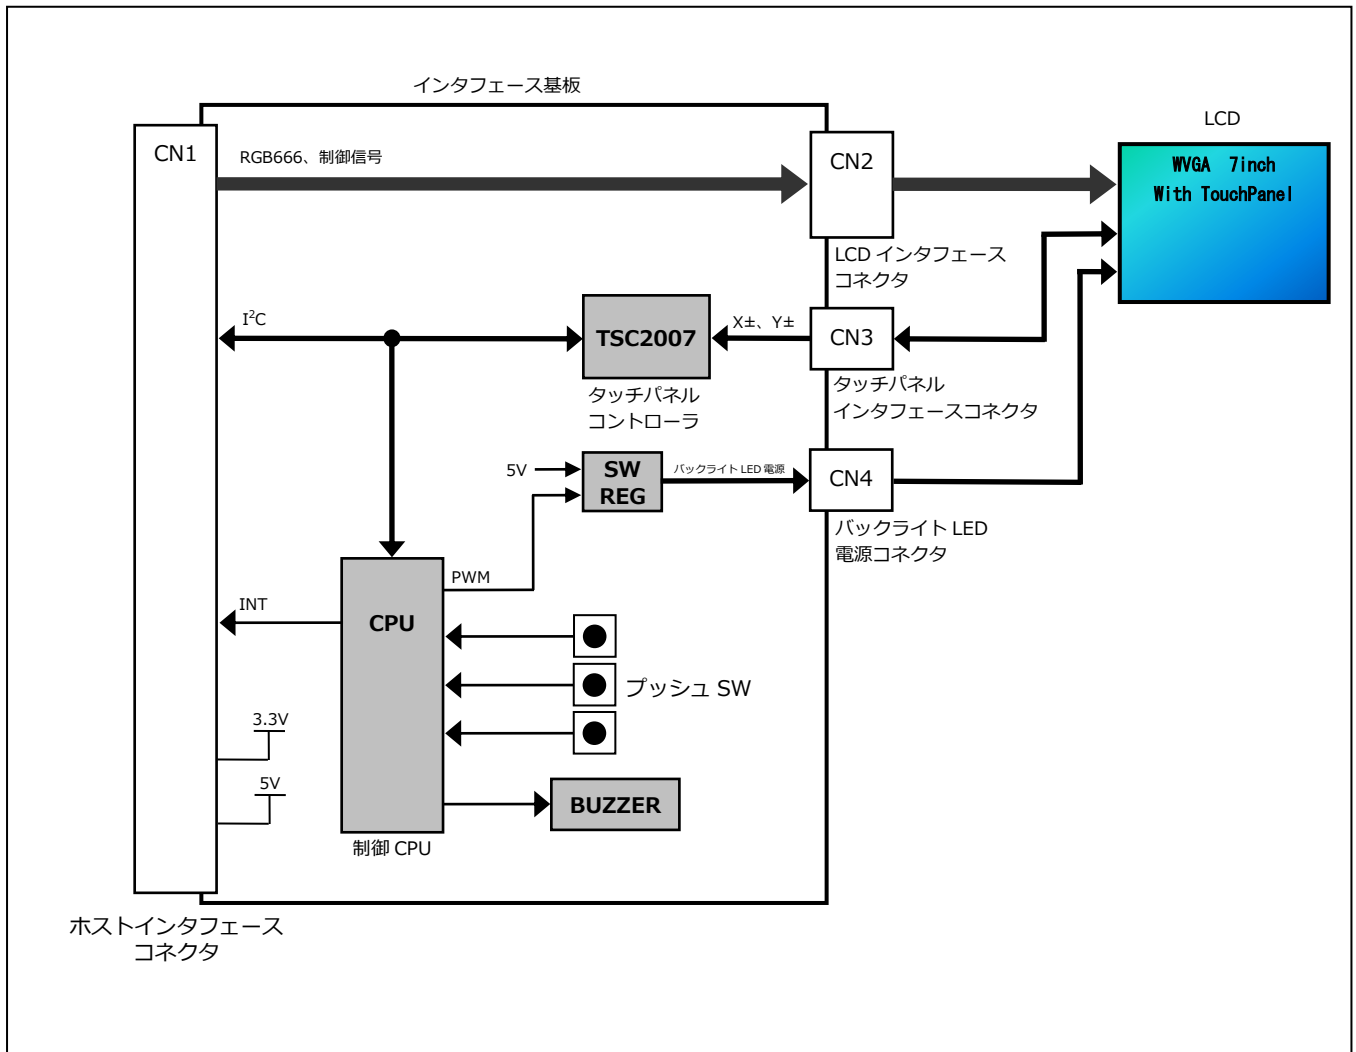 インタフェース基板
LCD
CN1
RGB666、制御信号
CN2
WVGA 7inch
With TouchPanel
LCD インタフェース
コネクタ
I²C
TSC2007
X±、Y±
CN3
タッチパネル
コントローラ
タッチパネル
インタフェースコネクタ
5V
SW
REG
バックライト LED 電源
CN4
バックライト LED
電源コネクタ
PWM
INT
CPU
プッシュ SW
3.3V
5V
BUZZER
制御 CPU
ホストインタフェース
コネクタ